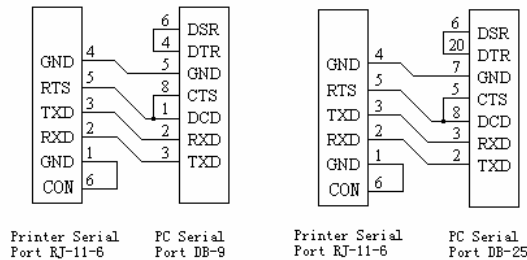 6 DSR
4 DTR
GND 4 5 GND
RTS 5 8 CTS
TXD 3 1 DCD
RXD 2 2 RXD
GND 1 3 TXD
CON 6
Printer Serial
Port RJ-11-6
PC Serial
Port DB-9
6 DSR
20 DTR
GND 4 7 GND
RTS 5 5 CTS
TXD 3 8 DCD
RXD 2 3 RXD
GND 1 2 TXD
CON 6
Printer Serial
Port RJ-11-6
PC Serial
Port DB-25